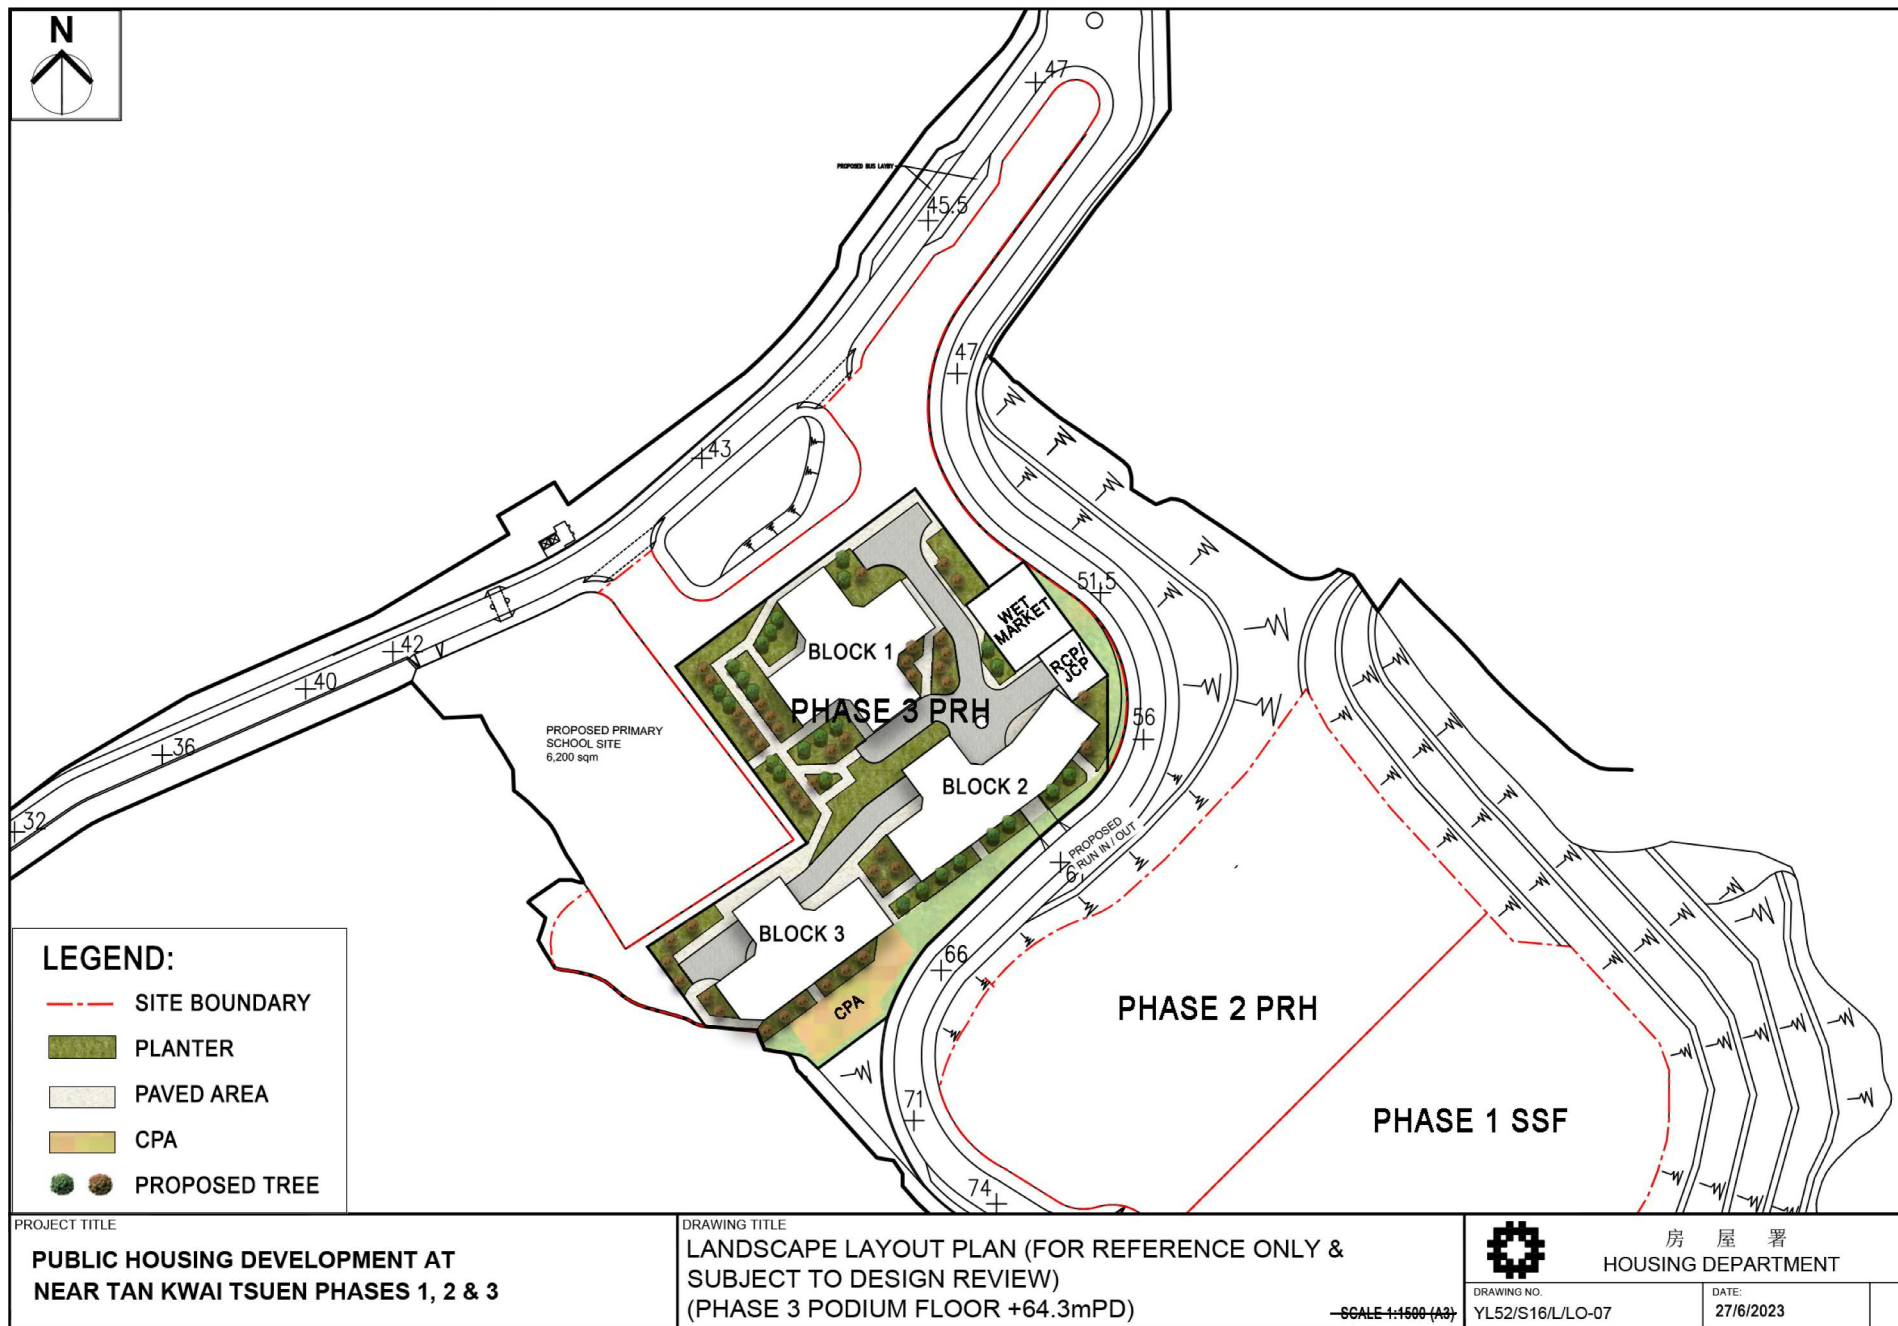 N
47
PROPOSED BUS LAYBY
45.5
47
43
51.5
WET
MARKET
42
BLOCK 1
RCP/
JCP
40
PHASE 3 PRH
56
PROPOSED PRIMARY
SCHOOL SITE
6,200 sqm
36
BLOCK 2
32
PROPOSED
RUN IN / OUT
BLOCK 3
66
CPA
PHASE 2 PRH
71
PHASE 1 SSF
74
LEGEND:
SITE BOUNDARY
PLANTER
PAVED AREA
CPA
PROPOSED TREE
PROJECT TITLE
PUBLIC HOUSING DEVELOPMENT AT
NEAR TAN KWAI TSUEN PHASES 1, 2 & 3
DRAWING TITLE
LANDSCAPE LAYOUT PLAN (FOR REFERENCE ONLY &
SUBJECT TO DESIGN REVIEW)
(PHASE 3 PODIUM FLOOR +64.3mPD)
SCALE 1:1500 (A3)
房 屋 署
HOUSING DEPARTMENT
DRAWING NO.
YL52/S16/L/LO-07
DATE:
27/6/2023